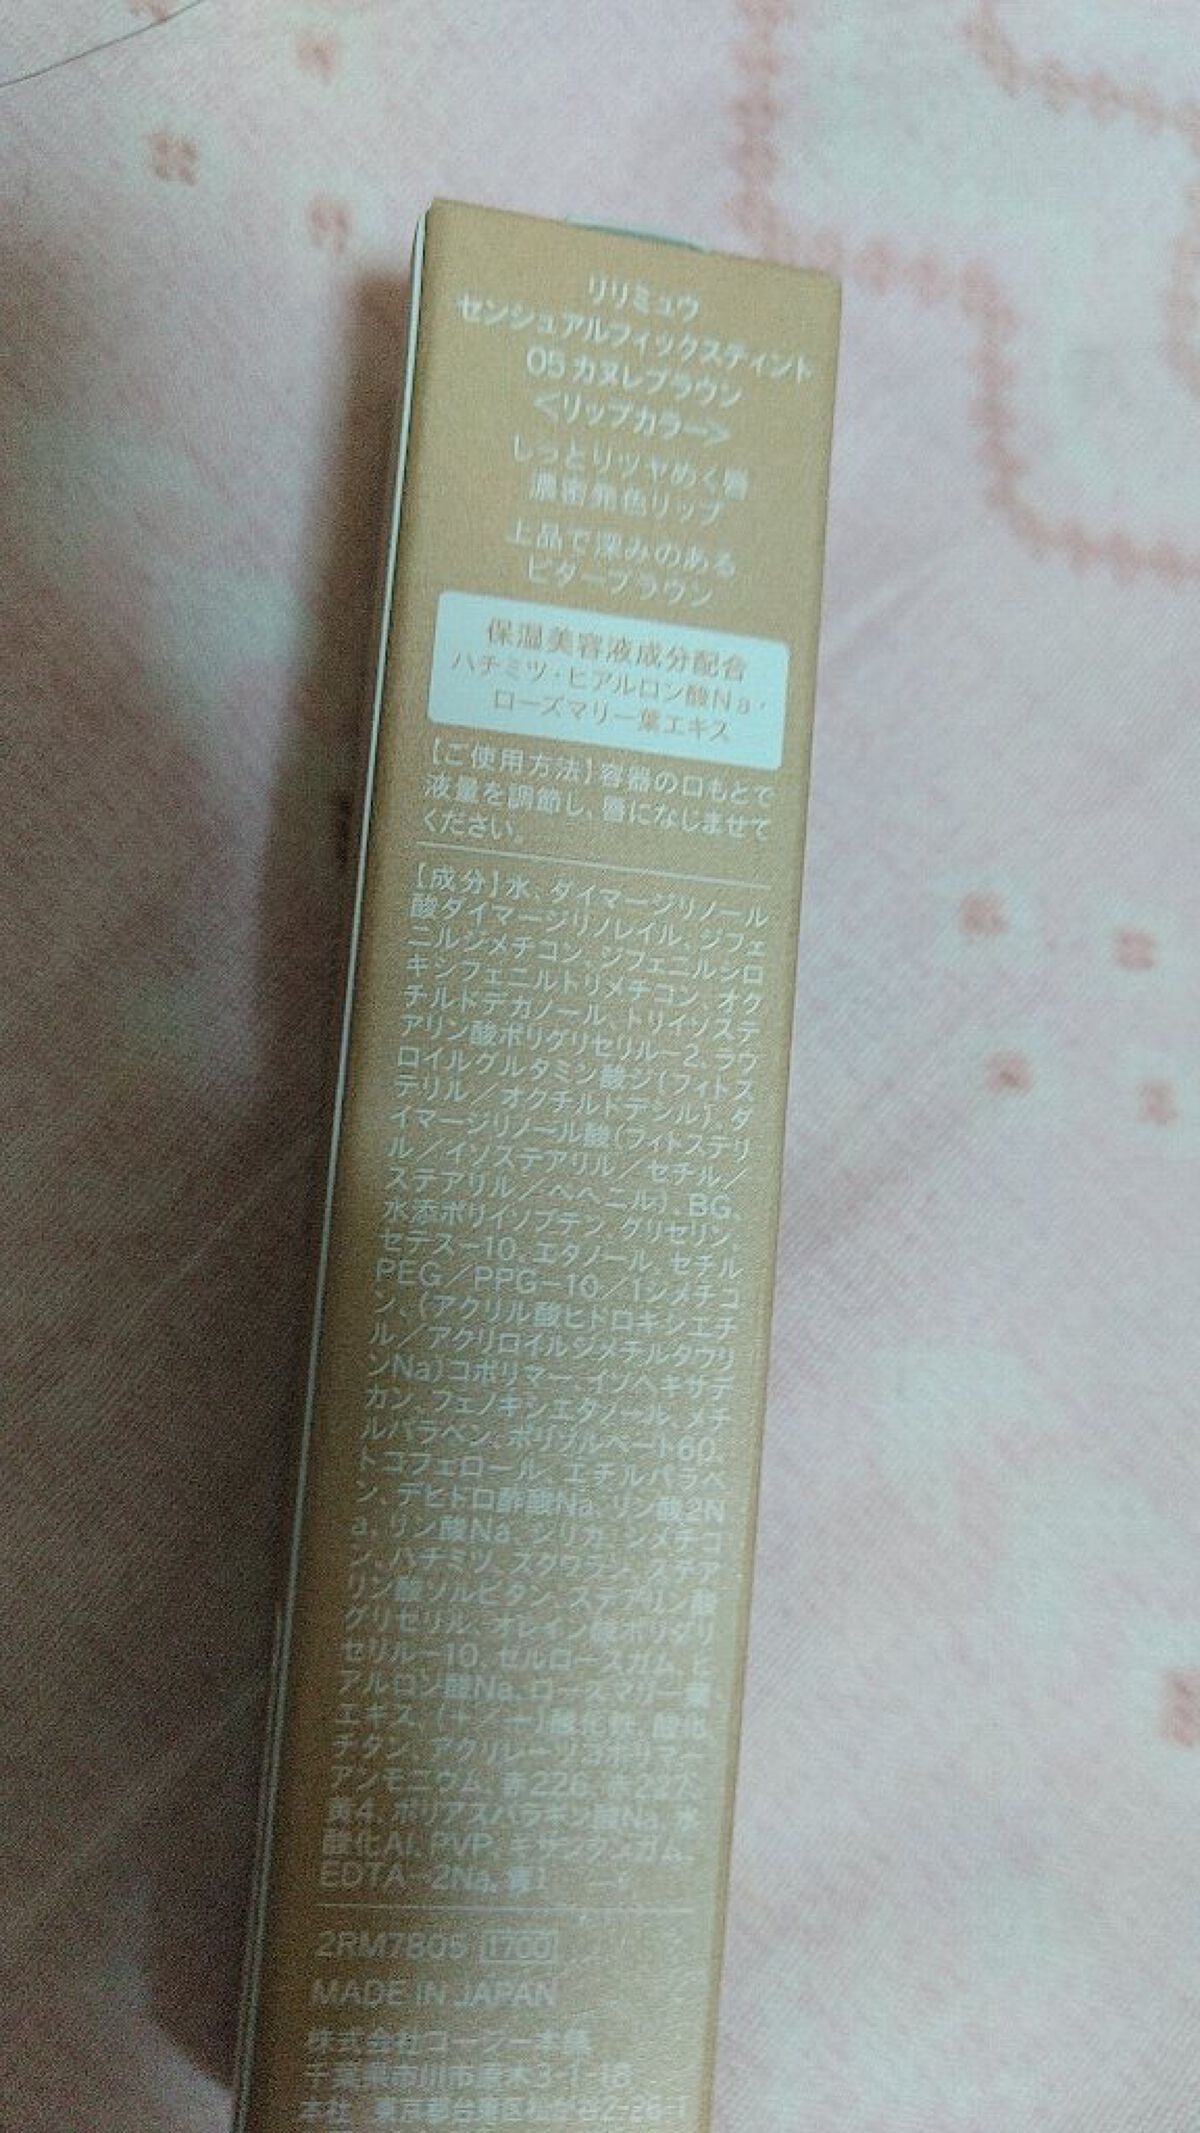 リリミュウ
センシュアルフィックスティント
05 カヌレブラウン
<リップカラー>
しっとりツヤめく唇
濃密発色リップ
上品で深みのある
ビターブラウン
保湿美容液成分配合
ハチミツ・ヒアルロン酸Na・
ローズマリー葉エキス
【ご使用方法】容器の口もとで
液量を調節し、唇になじませて
ください。
【成分】水、ダイマージリノール
酸ダイマージリノレイル、ジフェ
ニルジメチコン、ジフェニルシロ
キシフェニルトリメチコン、オク
チルドデカノール、トリイソステ
アリン酸ポリグリセリル-2、ラウ
ロイルグルタミン酸ジ(フィトス
テリル/オクチルドデシル)、ダ
イマージリノール酸(フィトステリ
ル/イソステアリル/セチル/
ステアリル/ベヘニル)、BG、
水添ポリイソブテン、グリセリン、
セテス-10、エタノール、セチル
PEG/PPG-10/1ジメチコ
ン、(アクリル酸ヒドロキシエチ
ル/アクリロイルジメチルタウリ
ンNa)コポリマー、イソヘキサデ
カン、フェノキシエタノール、メチ
ルパラベン、ポリソルベート60、
トコフェロール、エチルパラベ
ン、デヒドロ酢酸Na、リン酸2N
a、リン酸Na、シリカ、ジメチコ
ン、ハチミツ、スクワラン、ステア
リン酸ソルビタン、ステアリン酸
グリセリル、オレイン酸ポリグリ
セリル-10、セルロースガム、ヒ
アルロン酸Na、ローズマリー葉
エキス、(+/-)酸化鉄、酸化
チタン、アクリレーツコポリマー
アンモニウム、赤226、赤227、
黄4、ポリアスパラギン酸Na、水
酸化Al、PVP、キサンタンガム、
EDTA-2Na、青1
2RM7805 1700
MADE IN JAPAN
株式会社コージー本舗
千葉県市川市 3-1-18
本社 東京都台東区 2-26-1